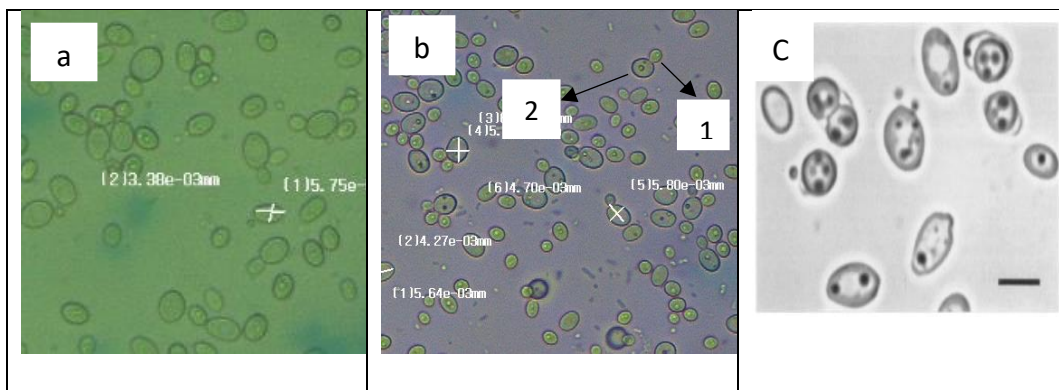 a
(2)3.38e-03mm
(1)5.75e-
b
2
1
(3)
(4)5.
(6)4.70e-03mm
(5)5.80e-03mm
(2)4.27e-03mm
(1)5.64e-03mm
C